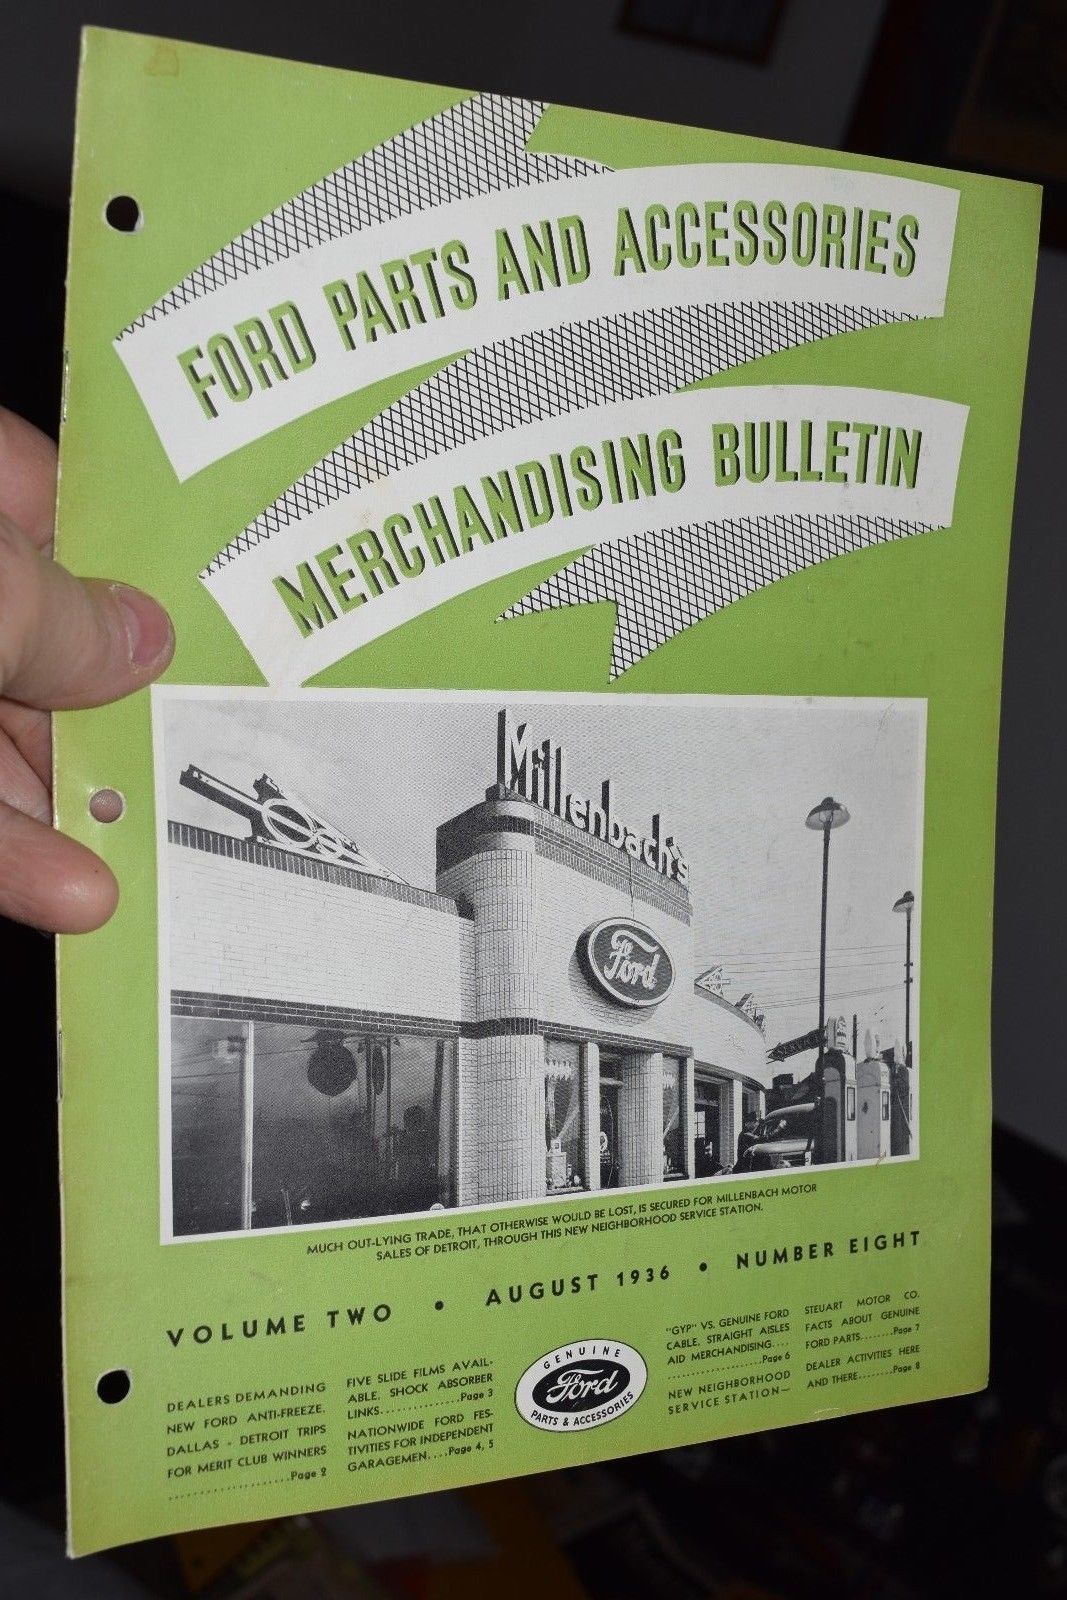 FORD PARTS AND ACCESSORIES
MERCHANDISING BULLETIN
Millenbach's
Ford
MUCH OUT-LYING TRADE, THAT OTHERWISE WOULD BE LOST, IS SECURED FOR MILLENBACH MOTOR
SALES OF DETROIT, THROUGH THIS NEW NEIGHBORHOOD SERVICE STATION.
VOLUME TWO • AUGUST 1936 • NUMBER EIGHT
DEALERS DEMANDING
NEW FORD ANTI-FREEZE.
DALLAS - DETROIT TRIPS
FOR MERIT CLUB WINNERS
......................Page 2
FIVE SLIDE FILMS AVAIL-
ABLE. SHOCK ABSORBER
LINKS...............Page 3
NATIONWIDE FORD FES-
TIVITIES FOR INDEPENDENT
GARAGEMEN....Page 4, 5
GENUINE
Ford
PARTS & ACCESSORIES
"GYP" VS. GENUINE FORD
CABLE. STRAIGHT AISLES
AID MERCHANDISING....
......................Page 6
NEW NEIGHBORHOOD
SERVICE STATION—
STEUART MOTOR CO.
FACTS ABOUT GENUINE
FORD PARTS........Page 7
DEALER ACTIVITIES HERE
AND THERE........Page 8